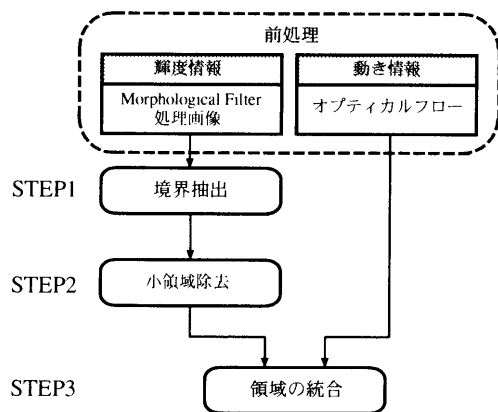 前処理
輝度情報
動き情報
Morphological Filter
処理画像
オプティカルフロー
STEP1
境界抽出
STEP2
小領域除去
STEP3
領域の統合